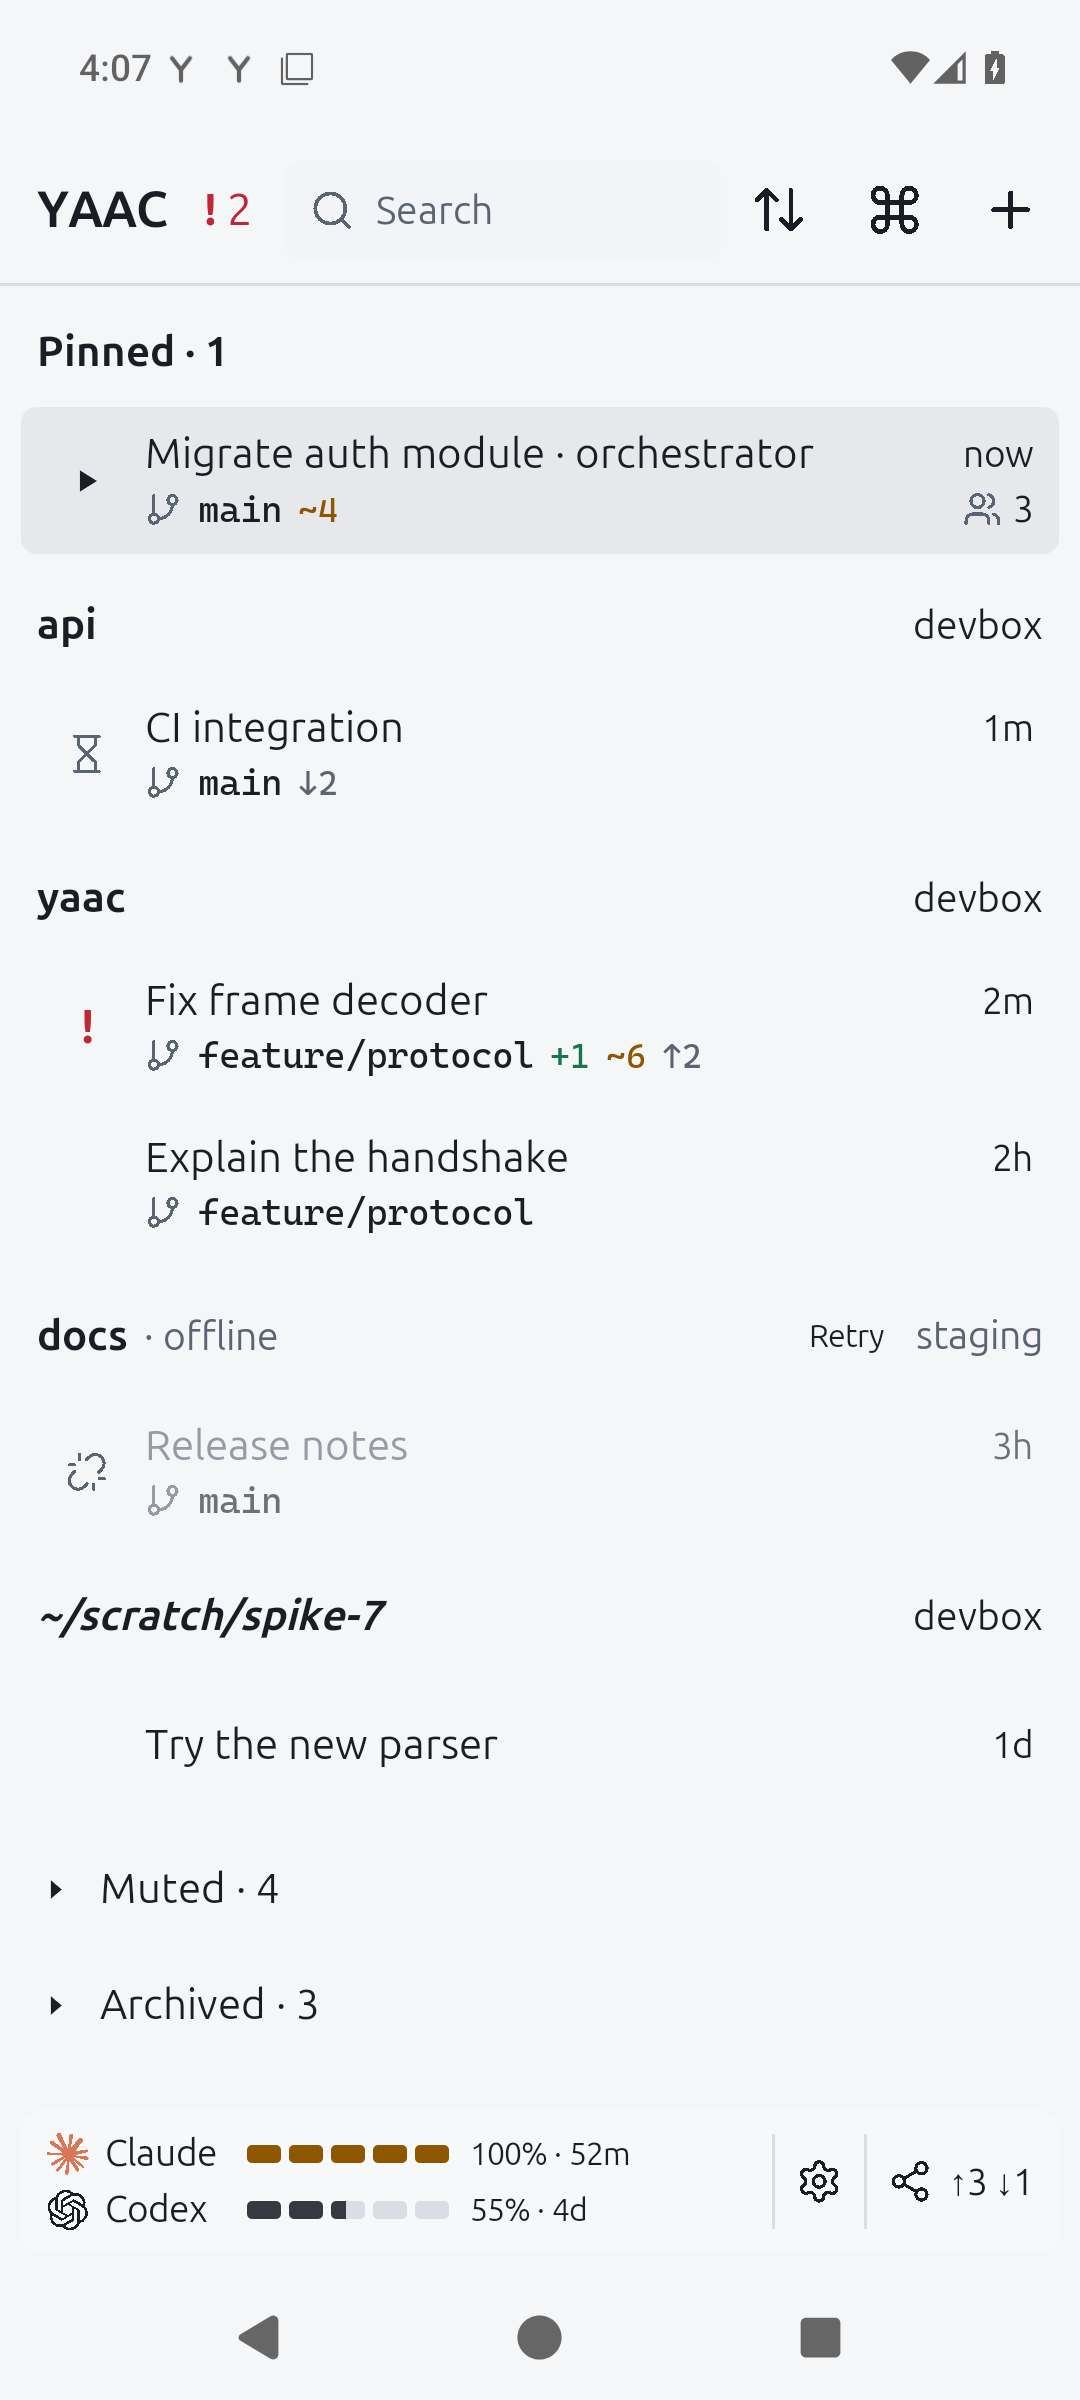 4:07
YAAC ! 2 Search
Pinned · 1
Migrate auth module · orchestrator now
main ~4 3
api devbox
CI integration 1m
main ↓2
yaac devbox
! Fix frame decoder 2m
feature/protocol +1 ~6 ↑2
Explain the handshake 2h
feature/protocol
docs · offline Retry staging
Release notes 3h
main
~/scratch/spike-7 devbox
Try the new parser 1d
Muted · 4
Archived · 3
Claude 100% · 52m
Codex 55% · 4d
↑3 ↓1